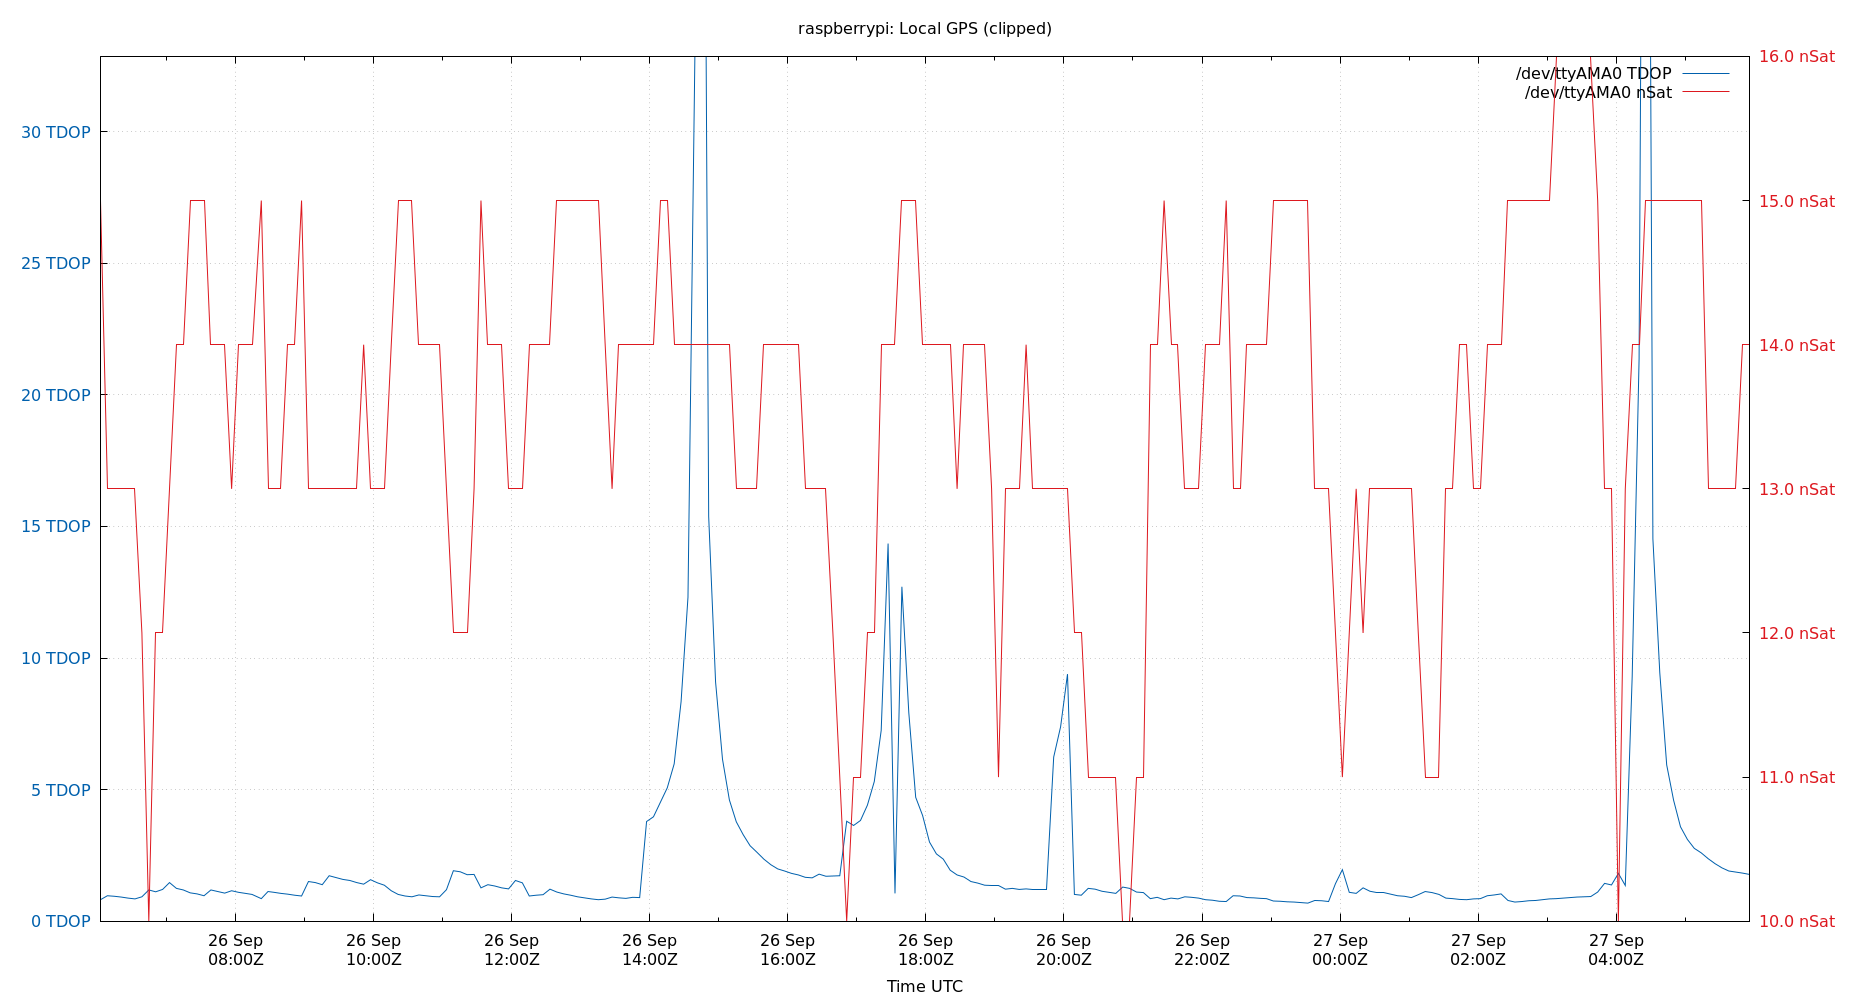 raspberrypi: Local GPS (clipped)
16.0 nSat
/dev/ttyAMA0 TDOP
/dev/ttyAMA0 nSat
30 TDOP
15.0 nSat
25 TDOP
14.0 nSat
20 TDOP
13.0 nSat
15 TDOP
12.0 nSat
10 TDOP
11.0 nSat
5 TDOP
10.0 nSat
0 TDOP
26 Sep 26 Sep 26 Sep 26 Sep 26 Sep 26 Sep 26 Sep 26 Sep 27 Sep 27 Sep 27 Sep
08:00Z 10:00Z 12:00Z 14:00Z 16:00Z 18:00Z 20:00Z 22:00Z 00:00Z 02:00Z 04:00Z
Time UTC